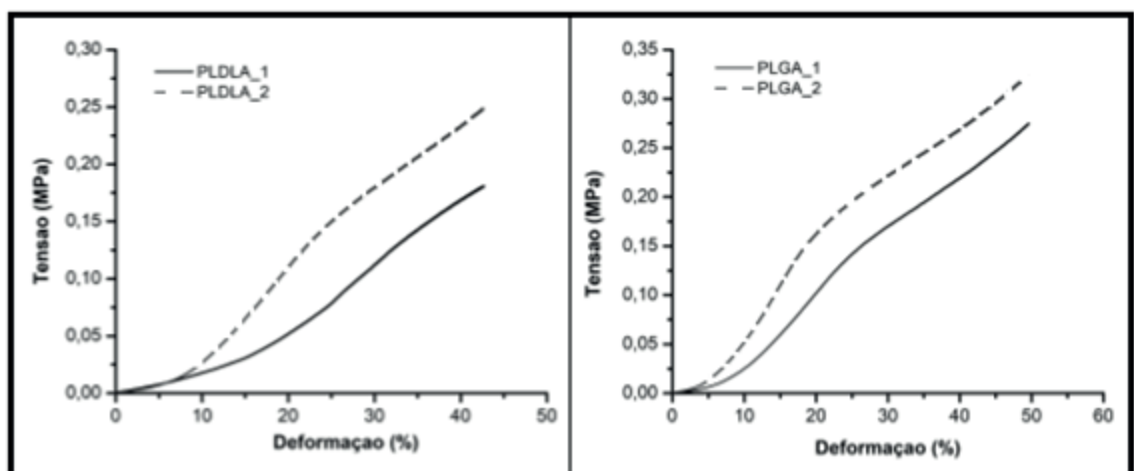 0,30
0,25
0,20
0,15
0,10
0,05
0,00
Tensao (MPa)
PLDLA_1
PLDLA_2
0 10 20 30 40 50
Deformaçao (%)
0,35
0,30
0,25
0,20
0,15
0,10
0,05
0,00
Tensao (MPa)
PLGA_1
PLGA_2
0 10 20 30 40 50 60
Deformaçao (%)